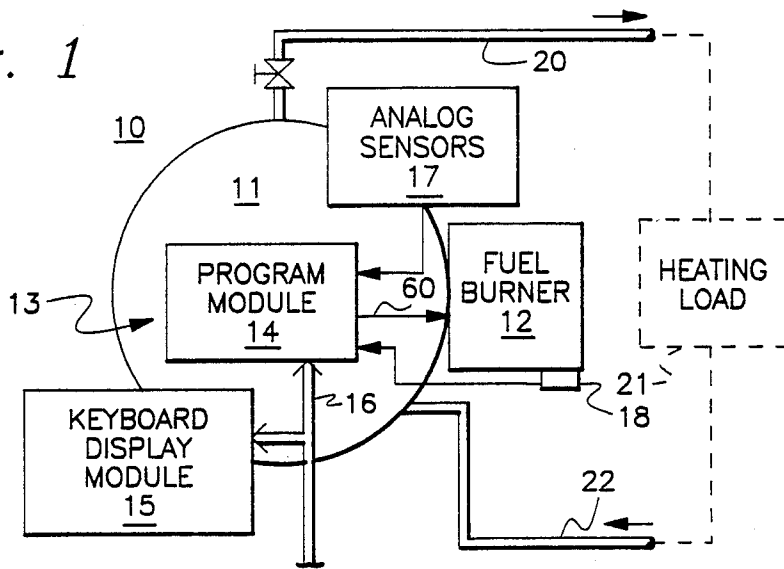 . 1
10
20
ANALOG
SENSORS
17
11
PROGRAM
MODULE
14
60
FUEL
BURNER
12
HEATING
LOAD
13
16
21
18
KEYBOARD
DISPLAY
MODULE
15
22